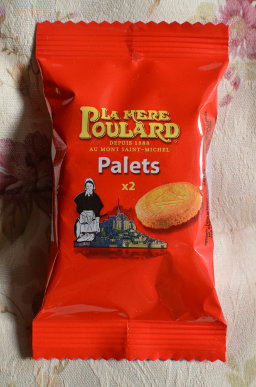 LA MERE
POULARD
DEPUIS 1888
AU MONT SAINT-MICHEL
Palets
x2